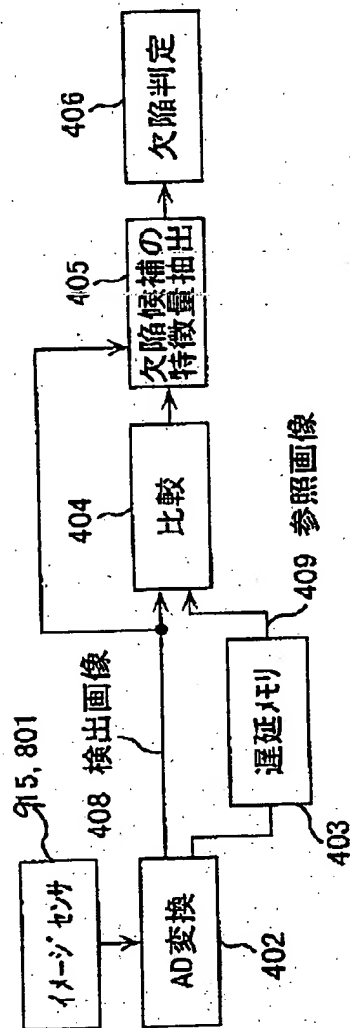 915, 801
イメージセンサ
AD変換
402
408 検出画像
遅延メモリ
403
409 参照画像
404
比較
405
欠陥候補の
特徴量抽出
406
欠陥判定